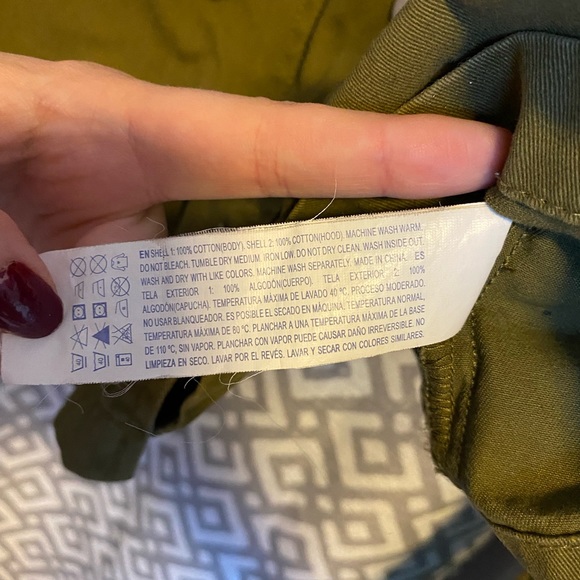 EN SHELL 1: 100% COTTON(BODY), SHELL 2: 100% COTTON(HOOD). MACHINE WASH WARM.
DO NOT BLEACH. TUMBLE DRY MEDIUM. IRON LOW. DO NOT DRY CLEAN. WASH INSIDE OUT.
WASH AND DRY WITH LIKE COLORS. MACHINE WASH SEPARATELY. MADE IN CHINA. ES
TELA EXTERIOR 1: 100% ALGODÓN(CUERPO). TELA EXTERIOR 2: 100%
ALGODÓN(CAPUCHA) TEMPERATURA MÁXIMA DE LAVADO 40 ºC. PROCESO MODERADO.
NO USAR BLANQUEADOR. ES POSIBLE EL SECADO EN MÁQUINA. TEMPERATURA NORMAL,
TEMPERATURA MÁXIMA DE 80 ºC. PLANCHAR A UNA TEMPERATURA MÁXIMA DE LA BASE
DE 110 ºC, SIN VAPOR. PLANCHAR CON VAPOR PUEDE CAUSAR DAÑO IRREVERSIBLE. NO
LIMPIEZA EN SECO. LAVAR POR EL REVÉS. LAVAR Y SECAR CON COLORES SIMILARES.